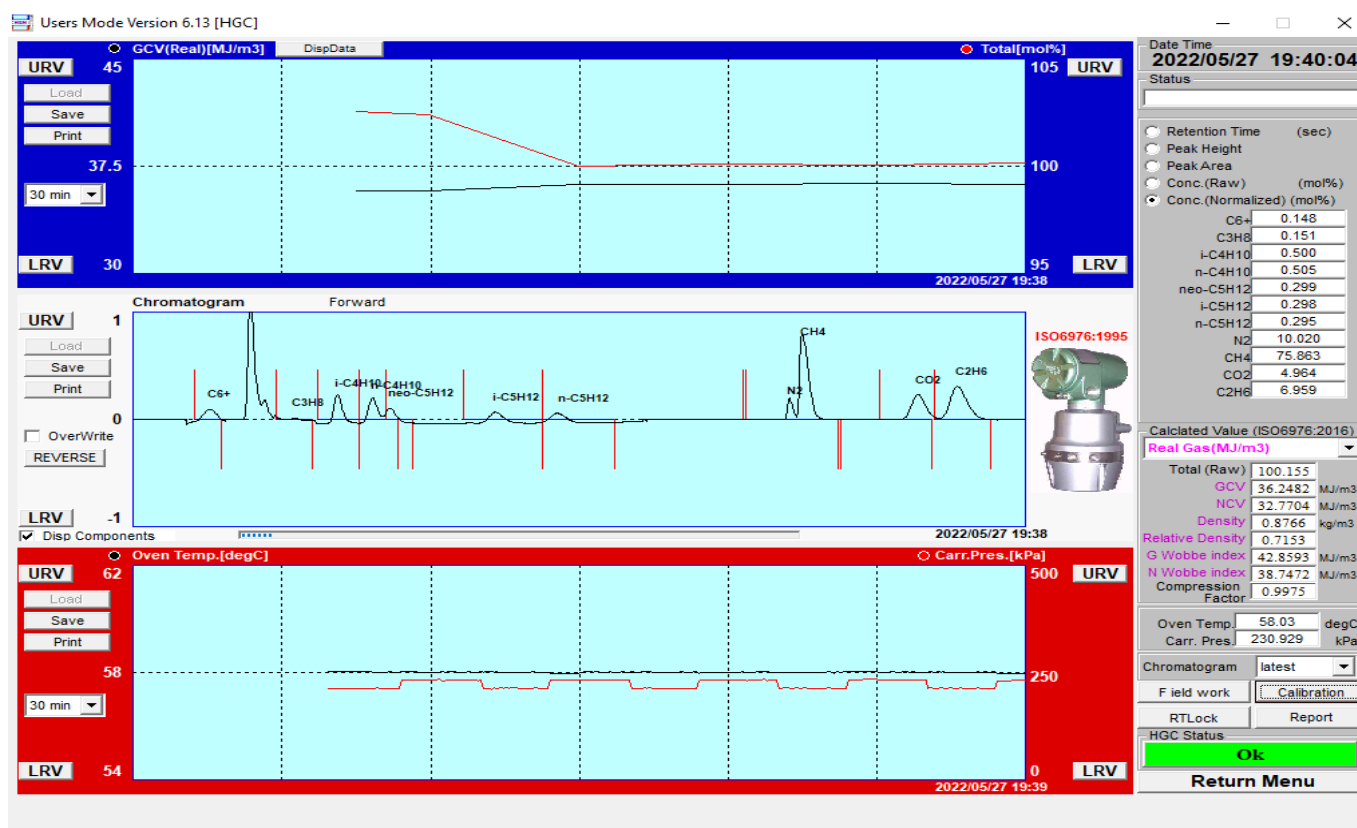 Users Mode Version 6.13 [HGC]
GCV(Real)[MJ/m3] DispData Total[mol%]
URV 45 105 URV
Load
Save
Print
37.5 100
30 min
LRV 30 95 LRV
2022/05/27 19:38
Chromatogram Forward
URV 1
Load
Save
Print
0
OverWrite
REVERSE
LRV -1
Disp Components
C6+
C3H8
i-C4H10
n-C4H10
neo-C5H12
i-C5H12
n-C5H12
N2
CH4
CO2
C2H6
ISO6976:1995
2022/05/27 19:38
Oven Temp.[degC] Carr.Pres.[kPa]
URV 62 500 URV
Load
Save
Print
58 250
30 min
LRV 54 0 LRV
2022/05/27 19:39
Date Time
2022/05/27 19:40:04
Status
Retention Time (sec)
Peak Height
Peak Area
Conc.(Raw) (mol%)
Conc.(Normalized) (mol%)
C6+ 0.148
C3H8 0.151
i-C4H10 0.500
n-C4H10 0.505
neo-C5H12 0.299
i-C5H12 0.298
n-C5H12 0.295
N2 10.020
CH4 75.863
CO2 4.964
C2H6 6.959
Calclated Value (ISO6976:2016)
Real Gas(MJ/m3)
Total (Raw) 100.155
GCV 36.2482 MJ/m3
NCV 32.7704 MJ/m3
Density 0.8766 kg/m3
Relative Density 0.7153
G Wobbe index 42.8593 MJ/m3
N Wobbe index 38.7472 MJ/m3
Compression
Factor 0.9975
Oven Temp. 58.03 degC
Carr. Pres. 230.929 kPa
Chromatogram latest
F ield work Calibration
RTLock Report
HGC Status
Ok
Return Menu